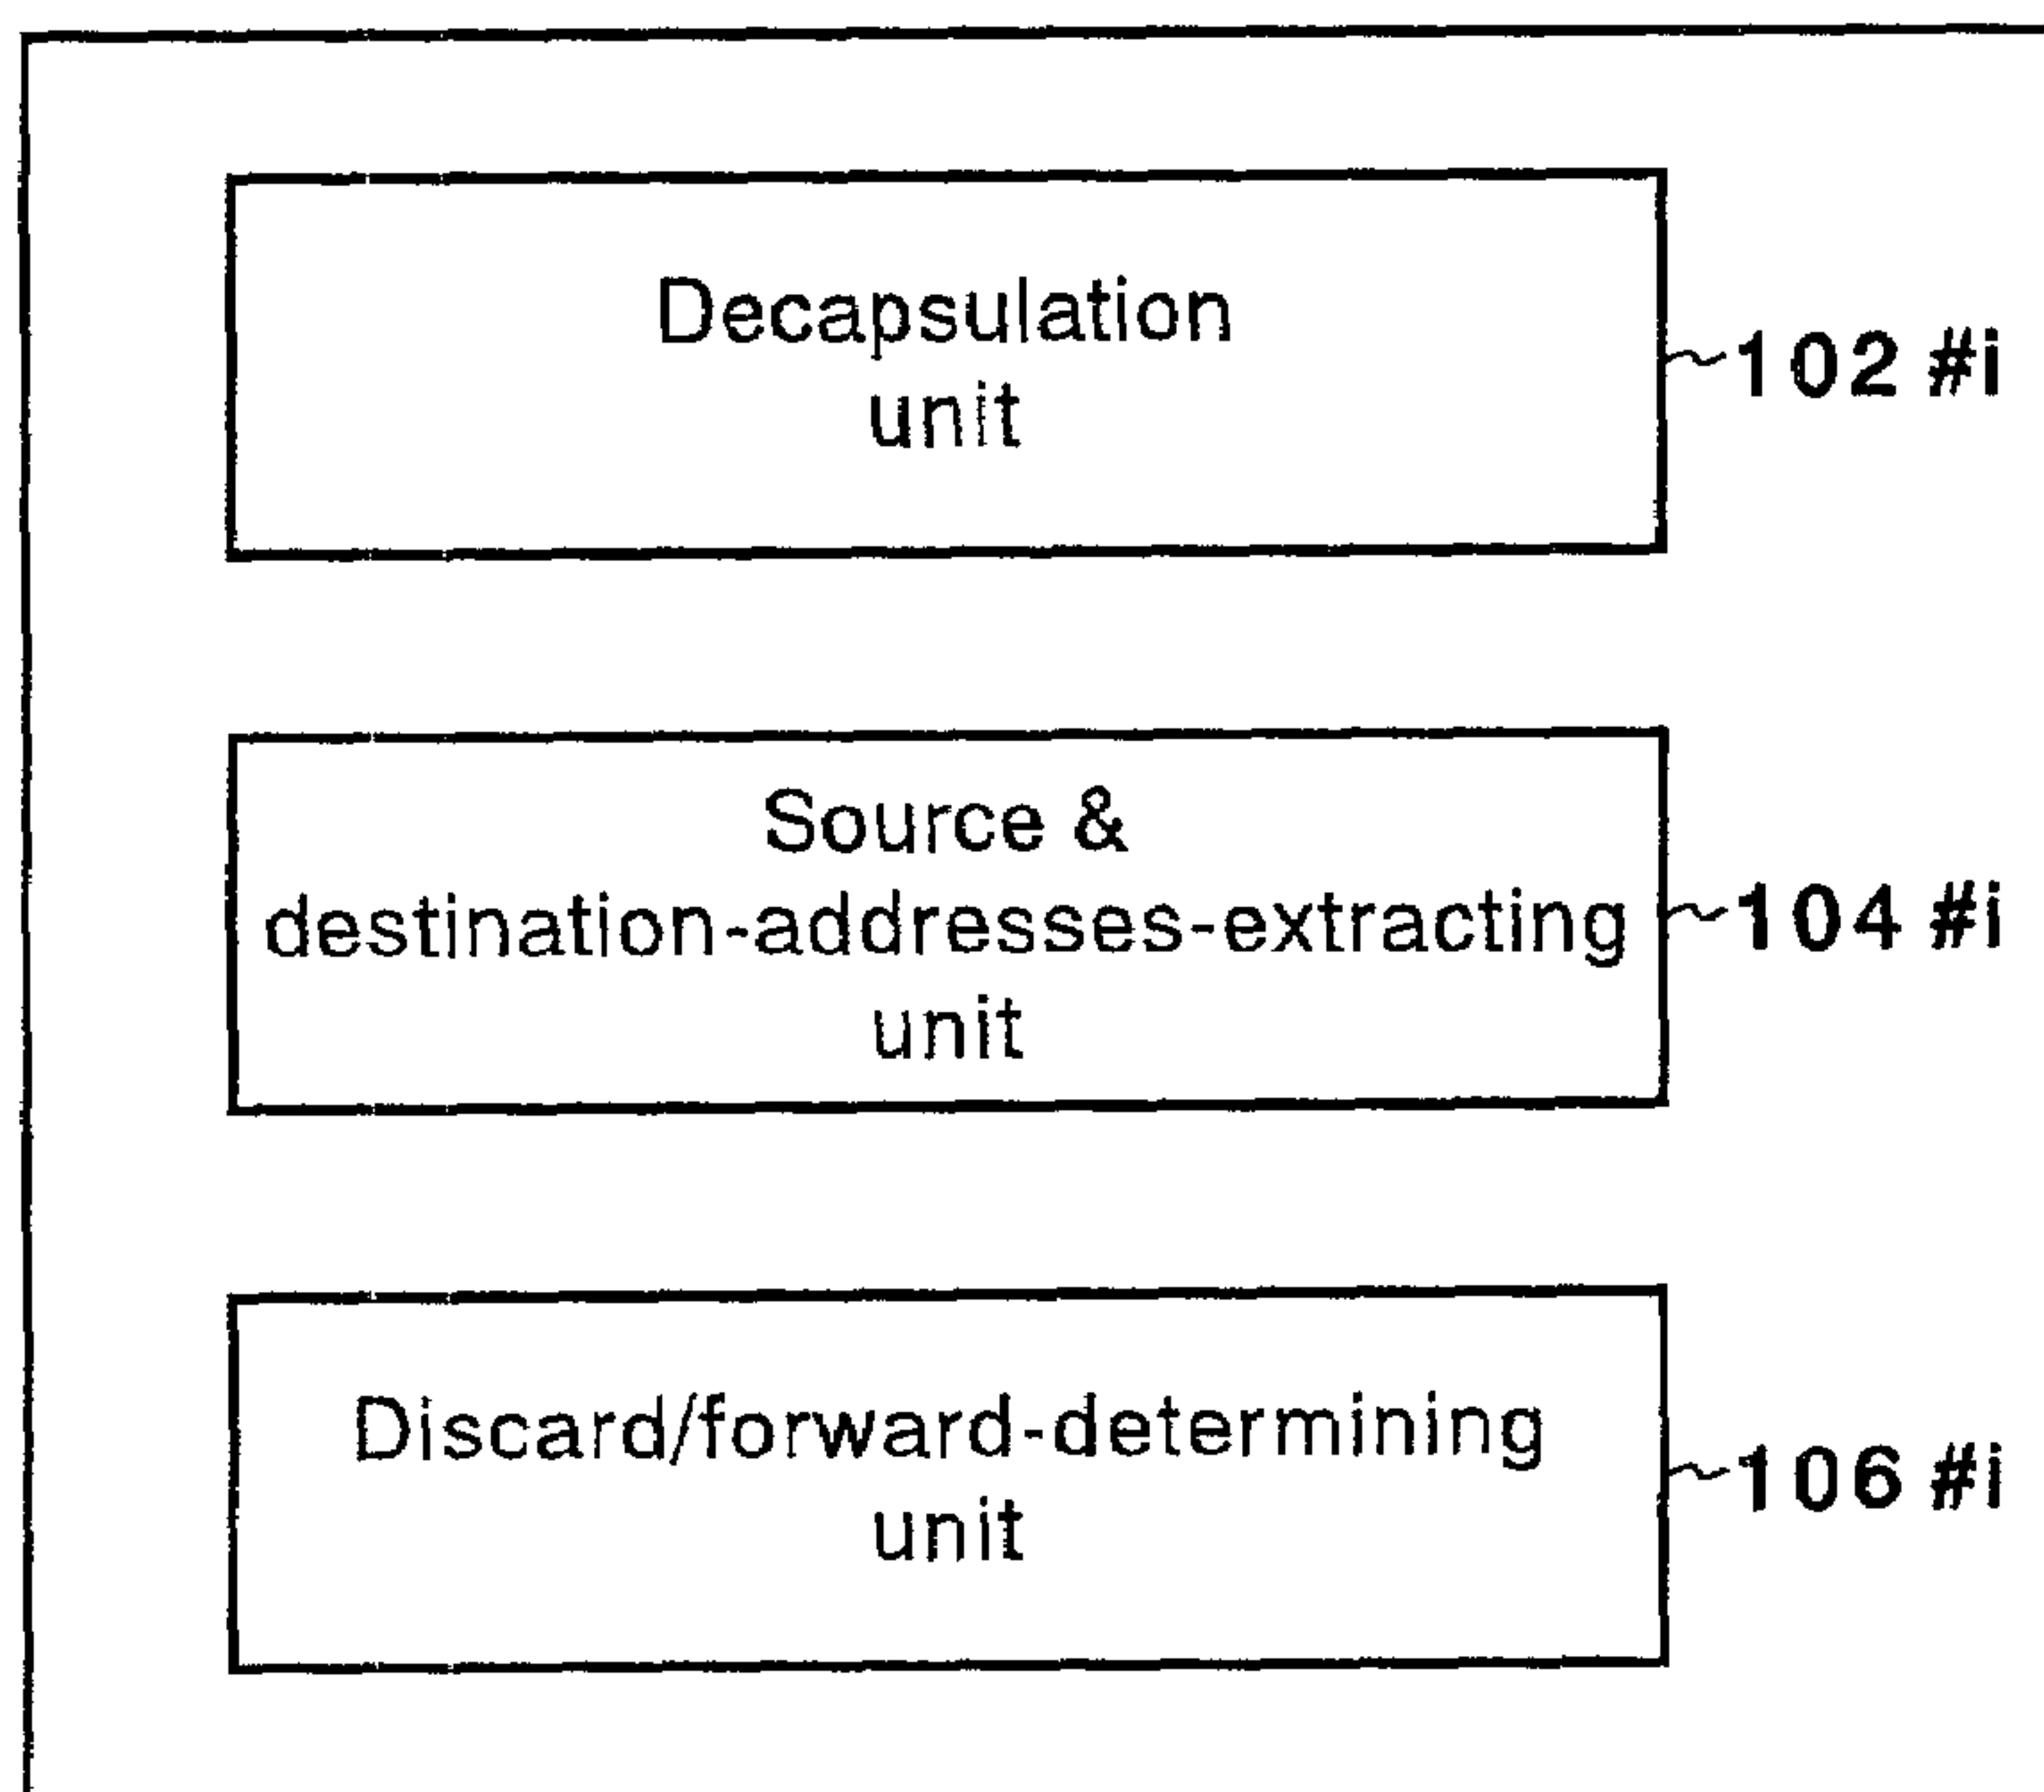 Decapsulation
unit
102 #i
Source &
destination-addresses-extracting
unit
104 #i
Discard/forward-determining
unit
106 #i